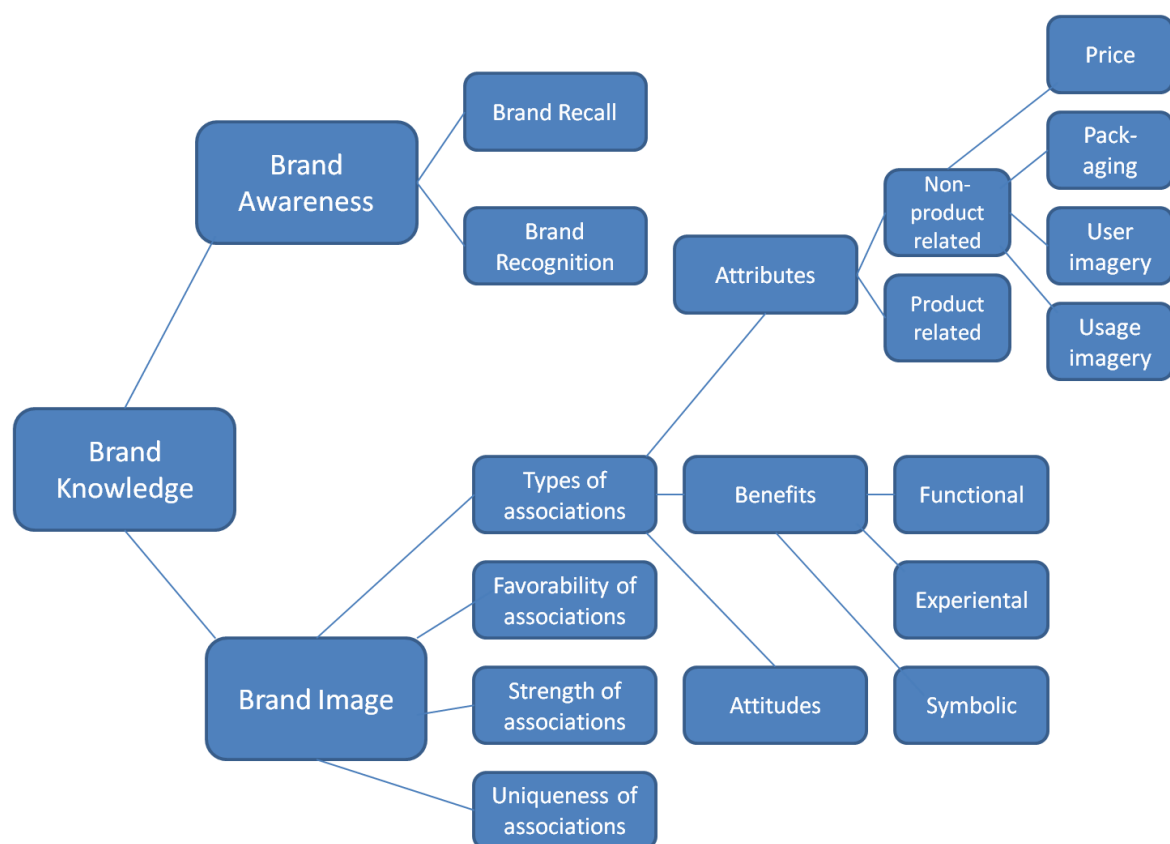 Price
Brand Recall
Pack-
aging
Brand
Awareness
Non-
product
related
Brand
Recognition
User
imagery
Attributes
Product
related
Usage
imagery
Brand
Knowledge
Types of
associations
Benefits
Functional
Favorability of
associations
Experiental
Brand Image
Strength of
associations
Attitudes
Symbolic
Uniqueness of
associations